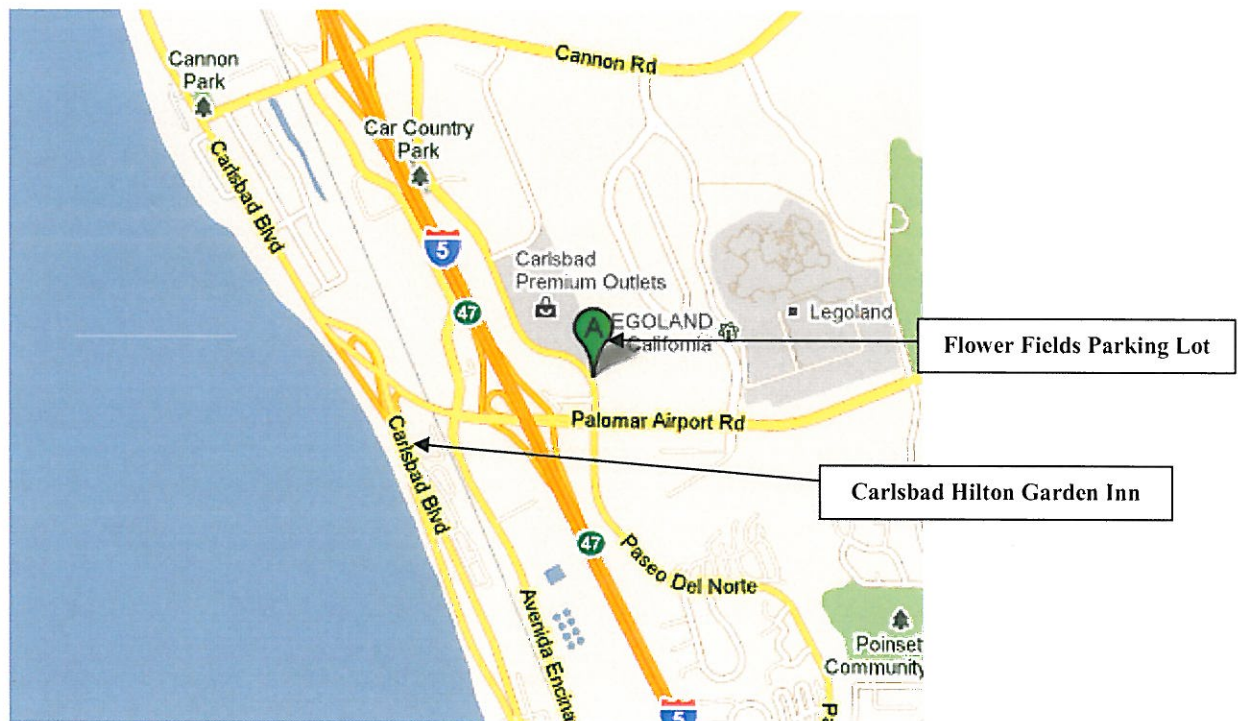 Cannon
Park
Cannon Rd
Car Country
Park
Carlsbad Blvd
5
Carlsbad
Premium Outlets
47
A
EGOLAND
California
Legoland
Flower Fields Parking Lot
Palomar Airport Rd
Carlsbad Blvd
Carlsbad Hilton Garden Inn
47
Paseo Del Norte
Avenida Encina
Poinset
Community
Pa
5